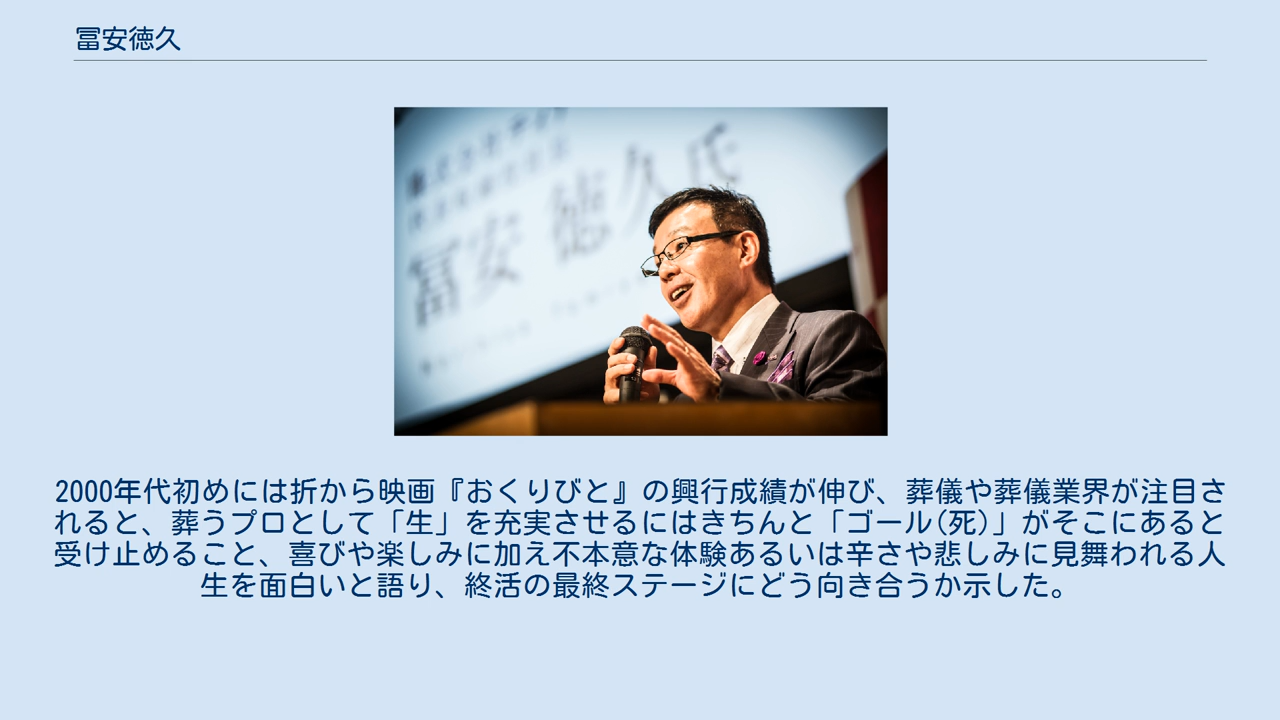 冨安徳久
冨安 徳久氏
2000年代初めには折から映画『おくりびと』の興行成績が伸び、葬儀や葬儀業界が注目さ
れると、葬うプロとして「生」を充実させるにはきちんと「ゴール(死)」がそこにあると
受け止めること、喜びや楽しみに加え不本意な体験あるいは辛さや悲しみに見舞われる人
生を面白いと語り、終活の最終ステージにどう向き合うか示した。